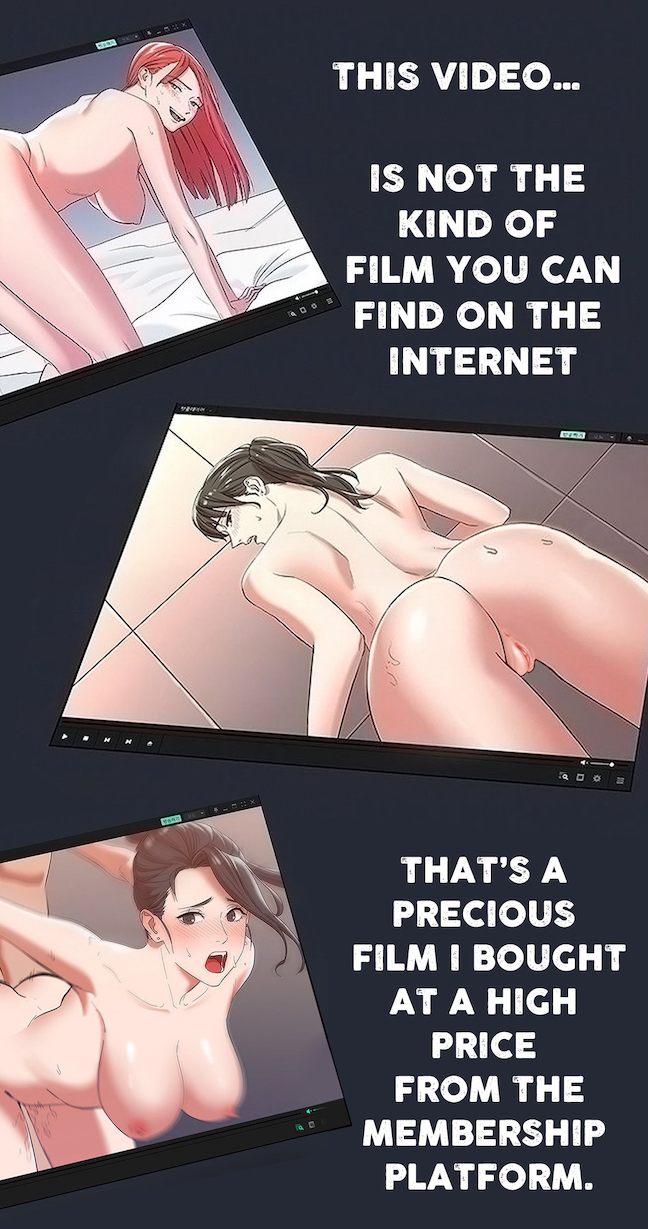 THIS VIDEO...
IS NOT THE
KIND OF
FILM YOU CAN
FIND ON THE
INTERNET
THAT'S A
PRECIOUS
FILM I BOUGHT
AT A HIGH
PRICE
FROM THE
MEMBERSHIP
PLATFORM.